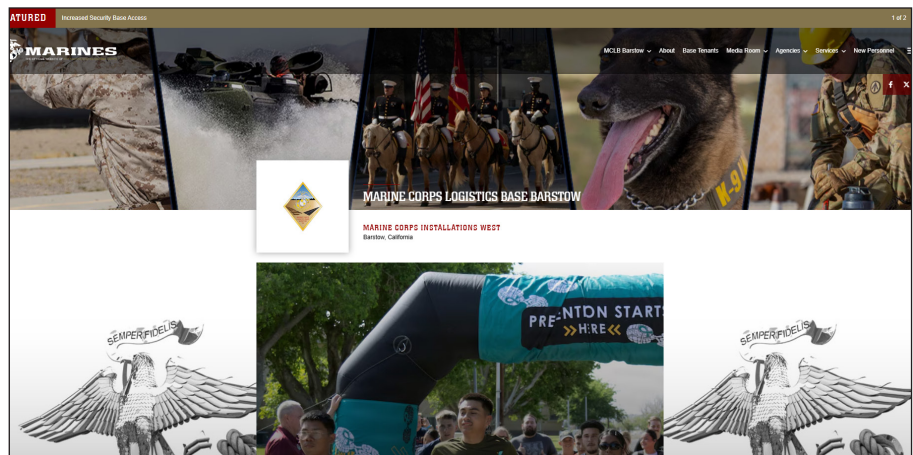 ATURED
Increased Security Base Access
1 of 2
MARINES
MCLB Barstow
About
Base Tenants
Media Room
Agencies
Services
New Personnel
K-9
MARINE CORPS LOGISTICS BASE BARSTOW
MARINE CORPS INSTALLATIONS WEST
Barstow, California
PRE NTION STARTS
»HERE«
SEMPER FIDELIS
SEMPER FIDELIS